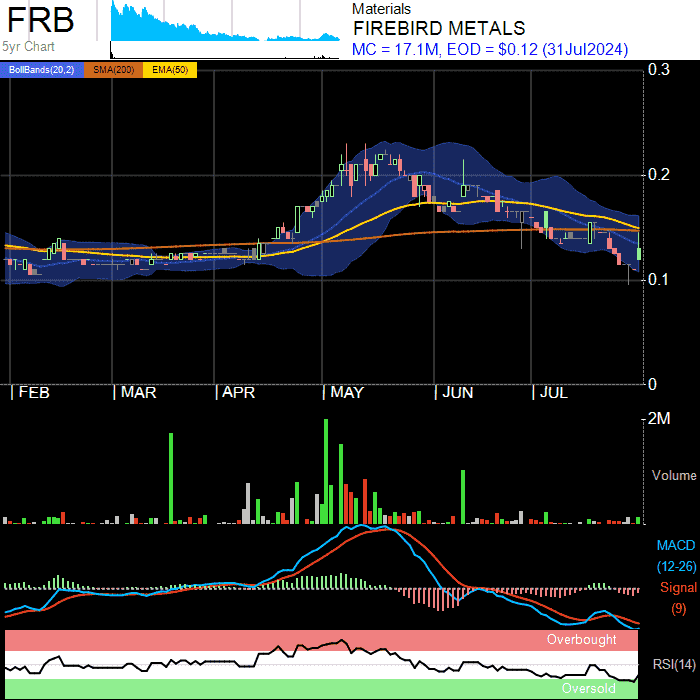 FRB
5yr Chart
Materials
FIREBIRD METALS
MC = 17.1M, EOD = $0.12 (31Jul2024)
BollBands(20,2) SMA(200) EMA(50)
0.3
0.2
0.1
0
FEB MAR APR MAY JUN JUL
2M
Volume
MACD
(12-26)
Signal
(9)
Overbought
RSI(14)
Oversold